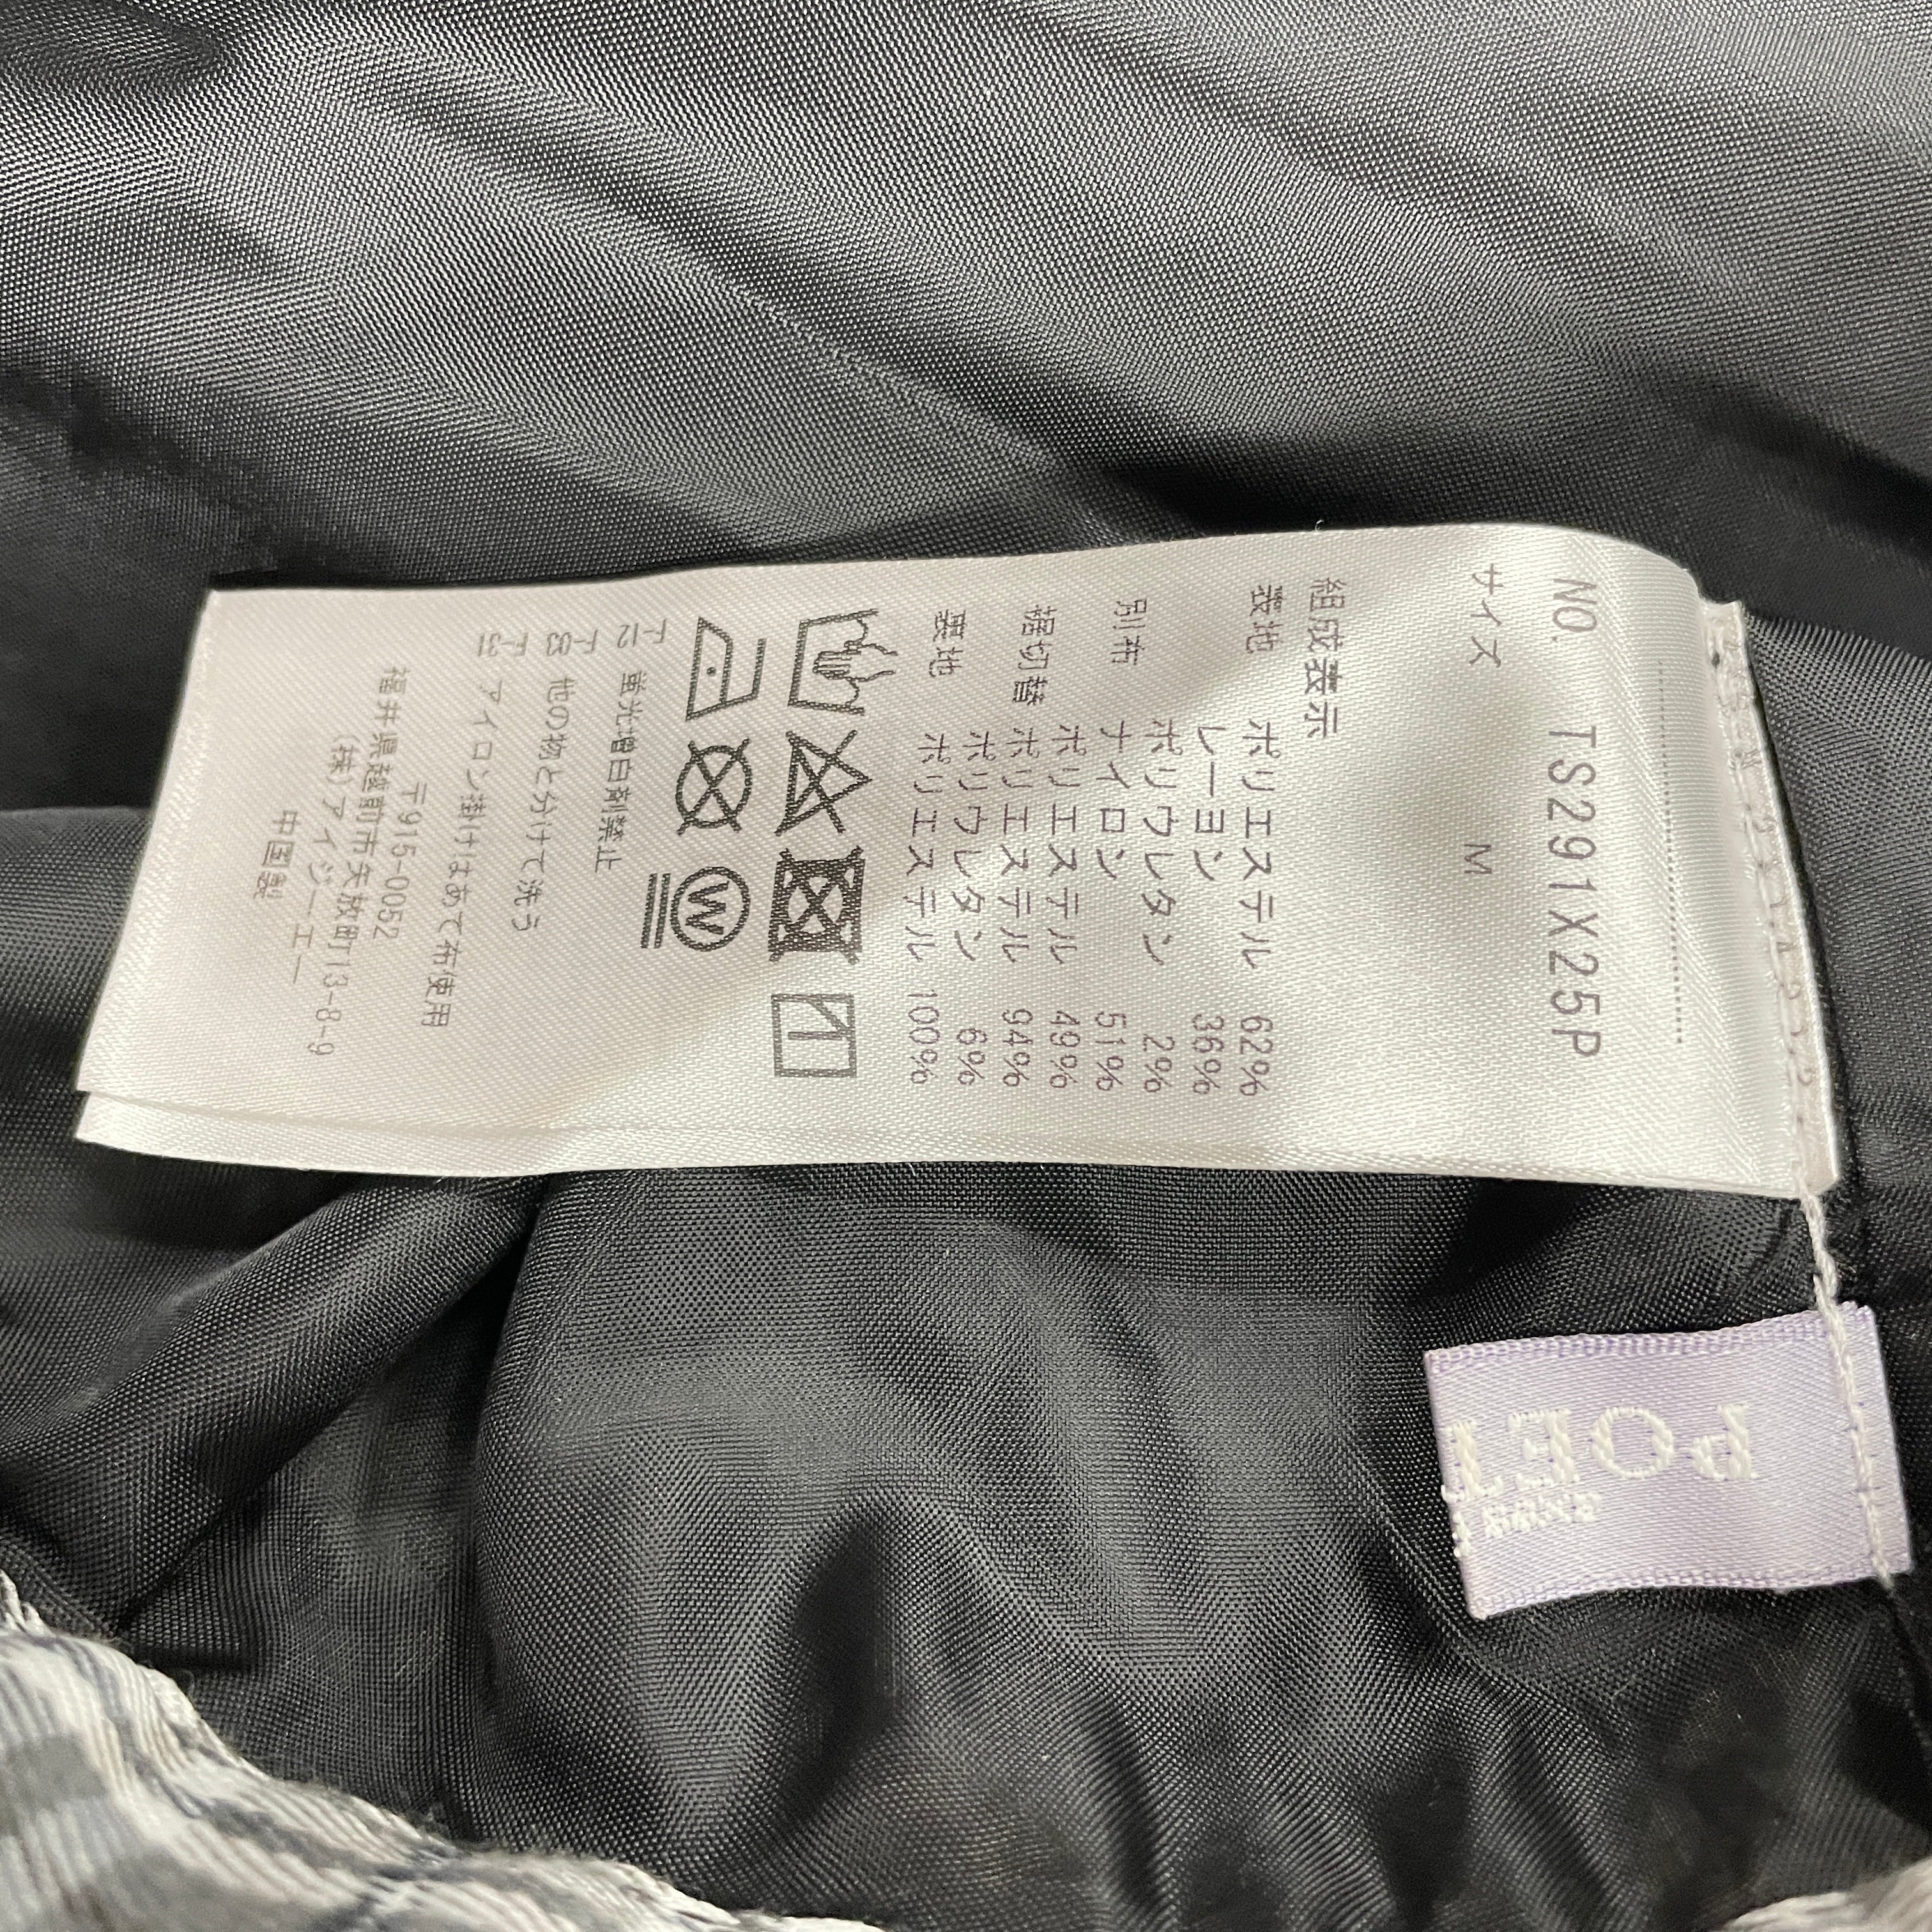 NO. TS291X25P
サイズ M
組成表示
表地 ポリエステル 62%
レーヨン 36%
ポリウレタン 2%
別布 ナイロン 51%
ポリエステル 49%
裾切替 ポリエステル 94%
ポリウレタン 6%
裏地 ポリエステル 100%
W
T-12 蛍光増白剤禁止
T-03 他の物と分けて洗う
アイロン掛けはあて布使用
〒915-0052
福井県越前市矢放町13-8-9
(株)アイジーエー
中国製
POE